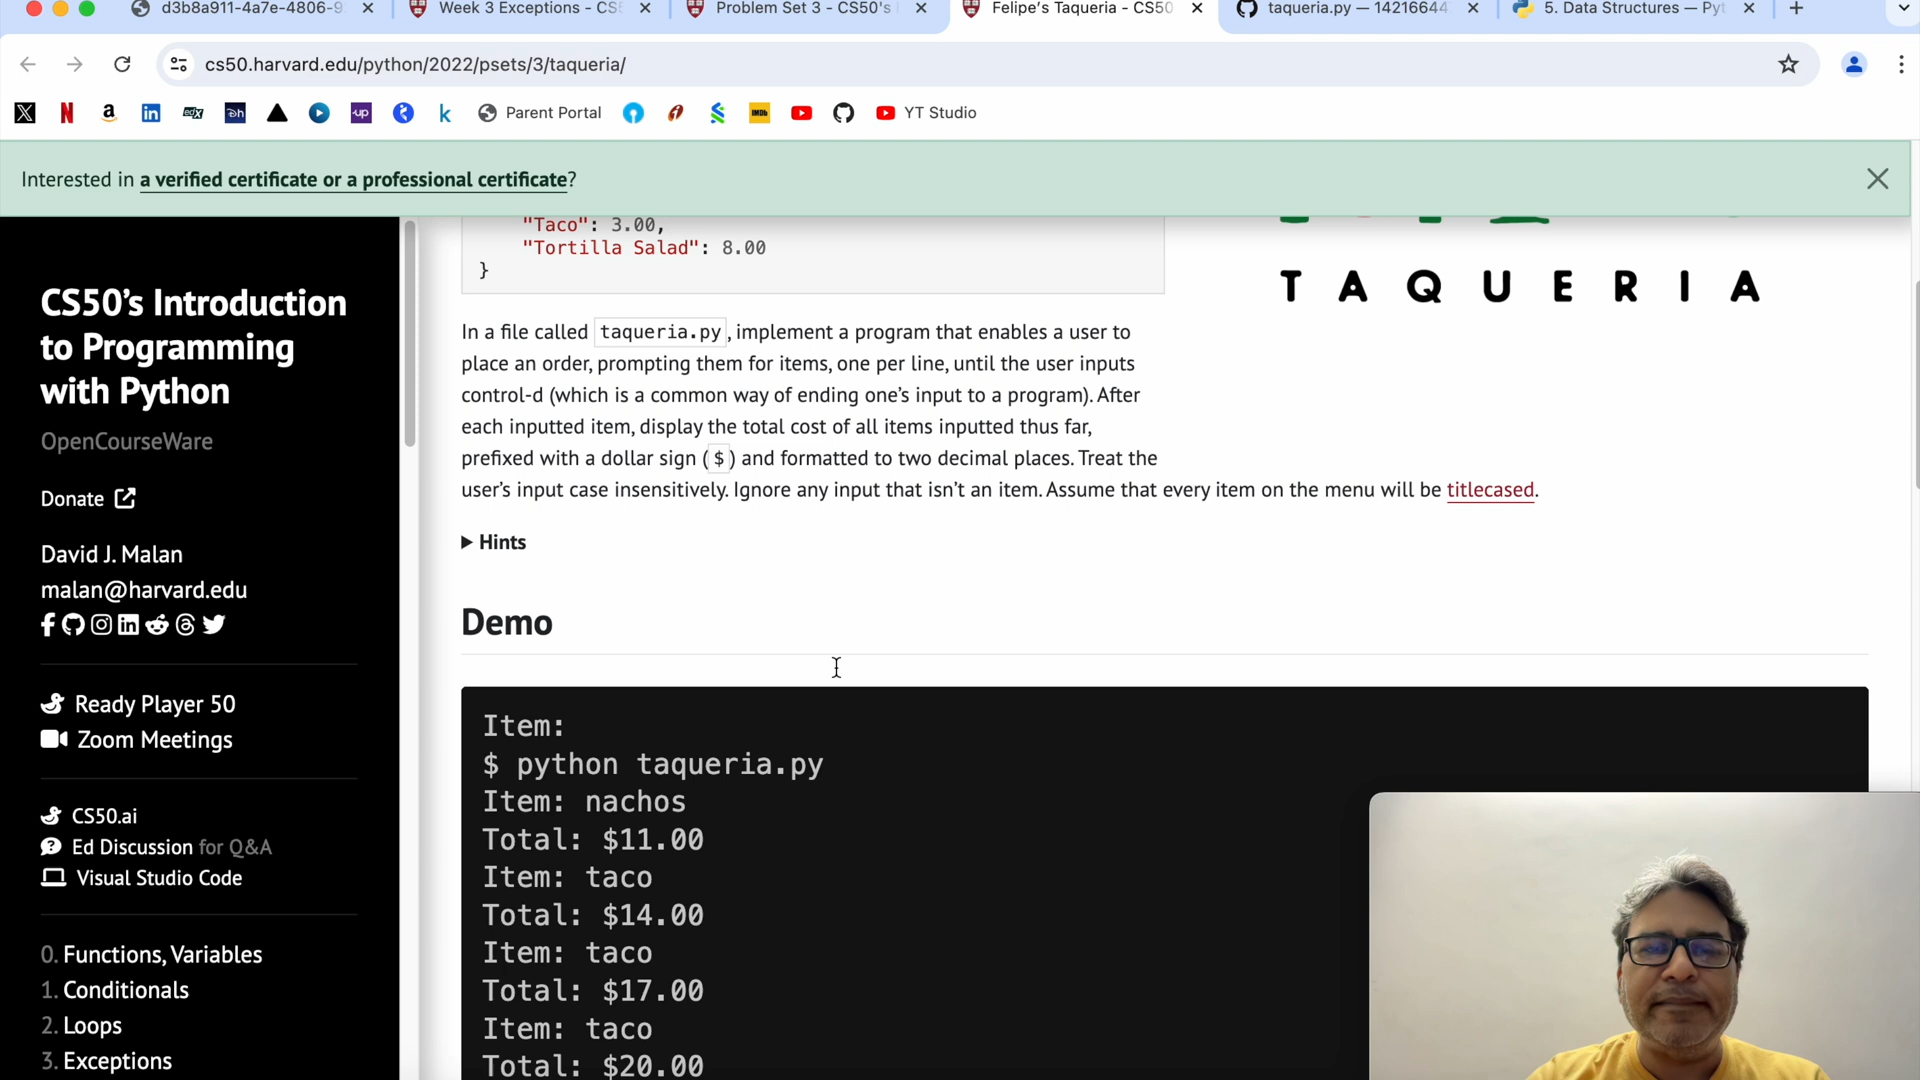 d3b8a911-4a7e-4806-9
Week 3 Exceptions - CS5
Problem Set 3 - CS50's
Felipe's Taqueria - CS50
taqueria.py — 14216644
5. Data Structures — Pyt
cs50.harvard.edu/python/2022/psets/3/taqueria/
X
N
a
in
edX
Dh
up
k
Parent Portal
IMDb
YT Studio
Interested in a verified certificate or a professional certificate?
CS50's Introduction
to Programming
with Python
OpenCourseWare
Donate
David J. Malan
malan@harvard.edu
Ready Player 50
Zoom Meetings
CS50.ai
Ed Discussion for Q&A
Visual Studio Code
0. Functions, Variables
1. Conditionals
2. Loops
3. Exceptions
"Taco": 3.00,
"Tortilla Salad": 8.00
}
TAQUERIA
In a file called taqueria.py, implement a program that enables a user to
place an order, prompting them for items, one per line, until the user inputs
control-d (which is a common way of ending one's input to a program). After
each inputted item, display the total cost of all items inputted thus far,
prefixed with a dollar sign ($) and formatted to two decimal places. Treat the
user's input case insensitively. Ignore any input that isn't an item. Assume that every item on the menu will be titlecased.
Hints
Demo
Item:
$ python taqueria.py
Item: nachos
Total: $11.00
Item: taco
Total: $14.00
Item: taco
Total: $17.00
Item: taco
Total: $20.00